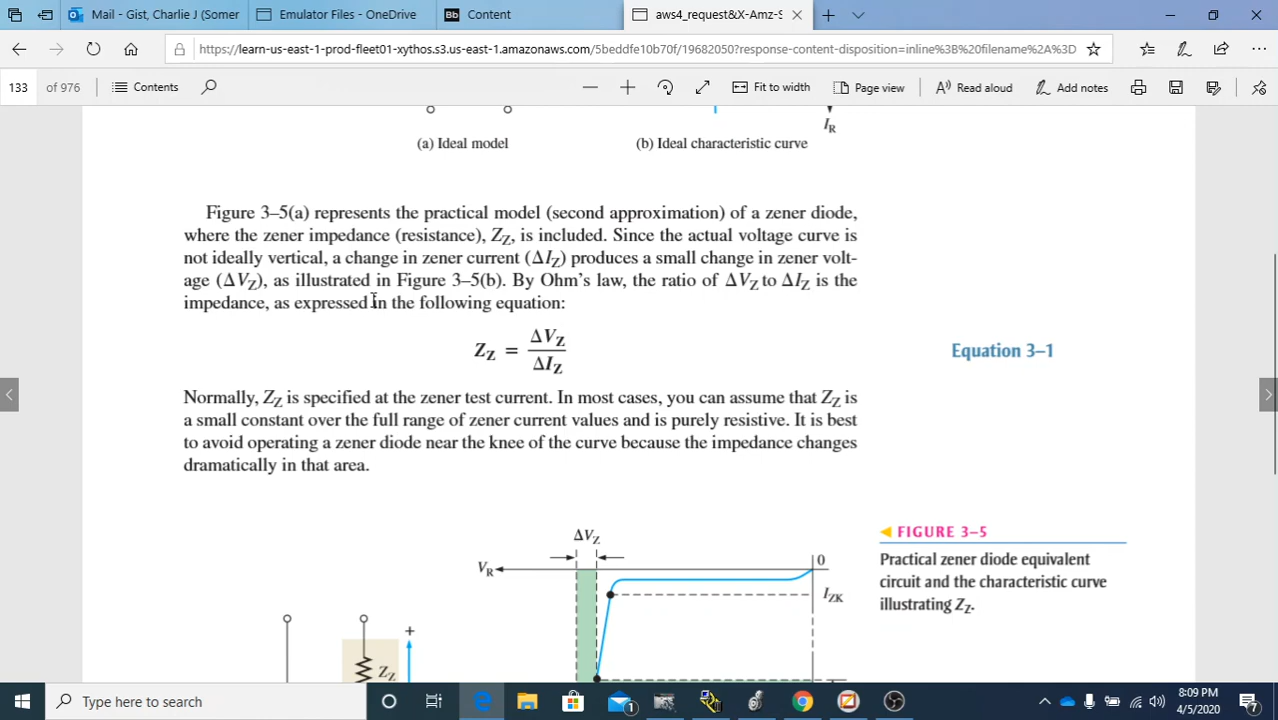 Mail - Gist, Charlie J (Somer
Emulator Files - OneDrive
Bb Content
aws4_request&X-Amz-S
https://learn-us-east-1-prod-fleet01-xythos.s3.us-east-1.amazonaws.com/5beddfe10b70f/19682050?response-content-disposition=inline%3B%20filename%2A%3D
133 of 976
Contents
Fit to width
Page view
Read aloud
Add notes
I_R
(a) Ideal model
(b) Ideal characteristic curve
Figure 3–5(a) represents the practical model (second approximation) of a zener diode,
where the zener impedance (resistance), Z_Z, is included. Since the actual voltage curve is
not ideally vertical, a change in zener current (ΔI_Z) produces a small change in zener volt-
age (ΔV_Z), as illustrated in Figure 3–5(b). By Ohm's law, the ratio of ΔV_Z to ΔI_Z is the
impedance, as expressed in the following equation:
Z_Z = ΔV_Z / ΔI_Z
Equation 3–1
Normally, Z_Z is specified at the zener test current. In most cases, you can assume that Z_Z is
a small constant over the full range of zener current values and is purely resistive. It is best
to avoid operating a zener diode near the knee of the curve because the impedance changes
dramatically in that area.
ΔV_Z
V_R
0
I_ZK
+
Z_Z
FIGURE 3–5
Practical zener diode equivalent
circuit and the characteristic curve
illustrating Z_Z.
Type here to search
1
8:09 PM
4/5/2020
7